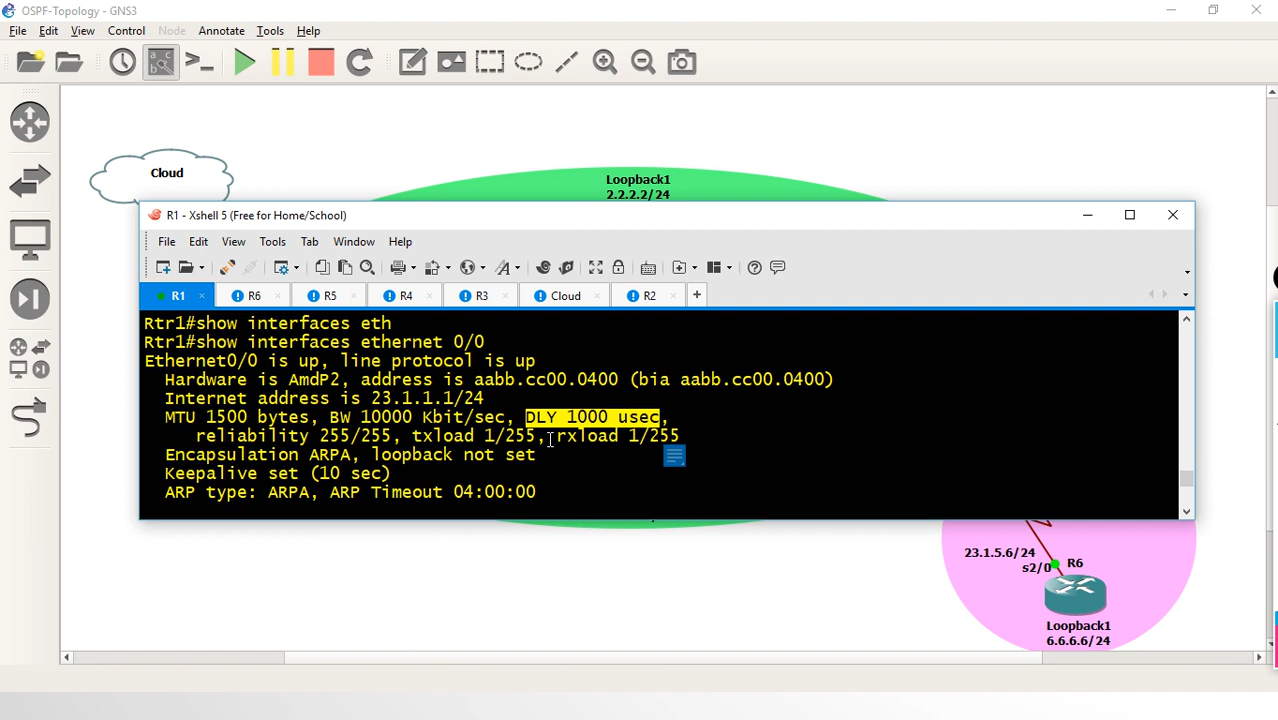 OSPF-Topology - GNS3
File Edit View Control Node Annotate Tools Help
Cloud
Loopback1
2.2.2.2/24
R1 - Xshell 5 (Free for Home/School)
File Edit View Tools Tab Window Help
R1 R6 R5 R4 R3 Cloud R2
Rtr1#show interfaces eth
Rtr1#show interfaces ethernet 0/0
Ethernet0/0 is up, line protocol is up
Hardware is AmdP2, address is aabb.cc00.0400 (bia aabb.cc00.0400)
Internet address is 23.1.1.1/24
MTU 1500 bytes, BW 10000 Kbit/sec, DLY 1000 usec,
reliability 255/255, txload 1/255, rxload 1/255
Encapsulation ARPA, loopback not set
Keepalive set (10 sec)
ARP type: ARPA, ARP Timeout 04:00:00
23.1.5.6/24
s2/0
R6
Loopback1
6.6.6.6/24